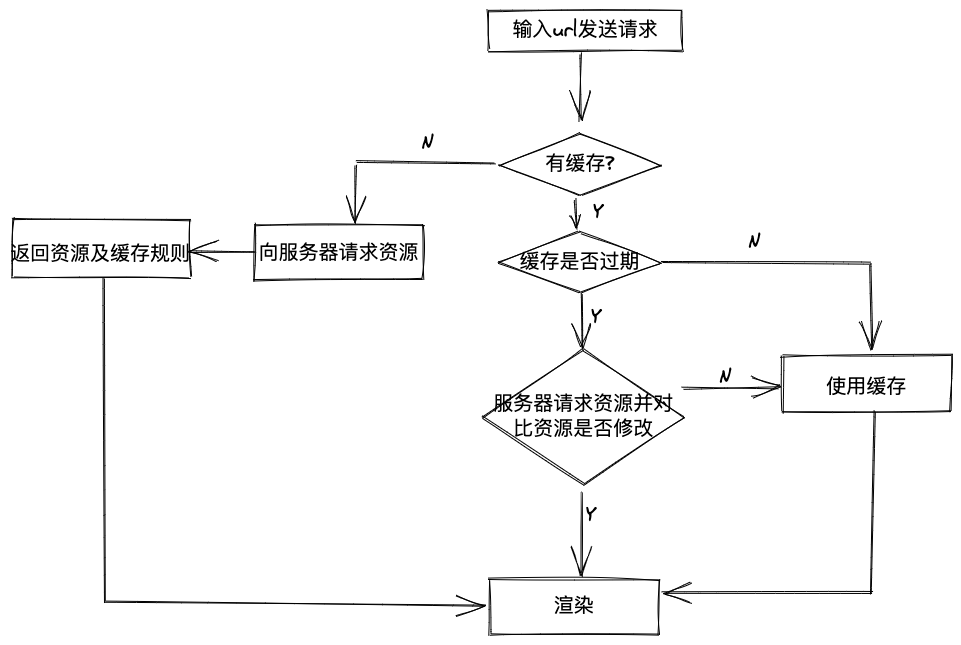 输入url发送请求
N
有缓存?
Y
N
返回资源及缓存规则
向服务器请求资源
缓存是否过期
Y
N
服务器请求资源并对
比资源是否修改
使用缓存
Y
渲染